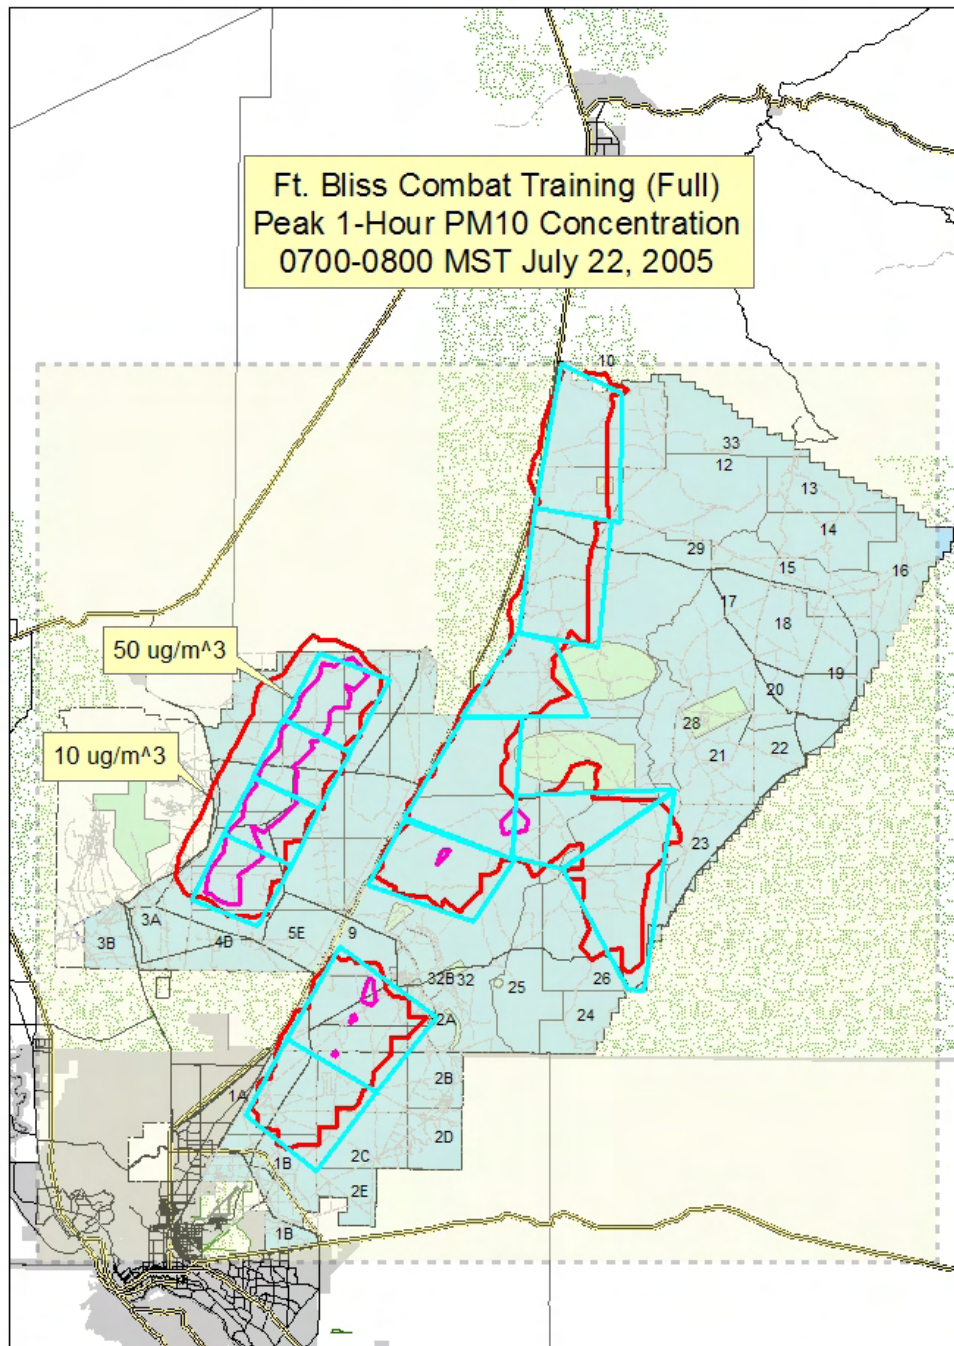 Ft. Bliss Combat Training (Full)
Peak 1-Hour PM10 Concentration
0700-0800 MST July 22, 2005
10
33
12
13
14
29
15
16
17
18
50 ug/m^3
19
20
28
22
21
10 ug/m^3
23
3A
3B
4D
5E
9
32B
32
25
26
24
2A
2B
1A
2D
1B
2C
2E
1B